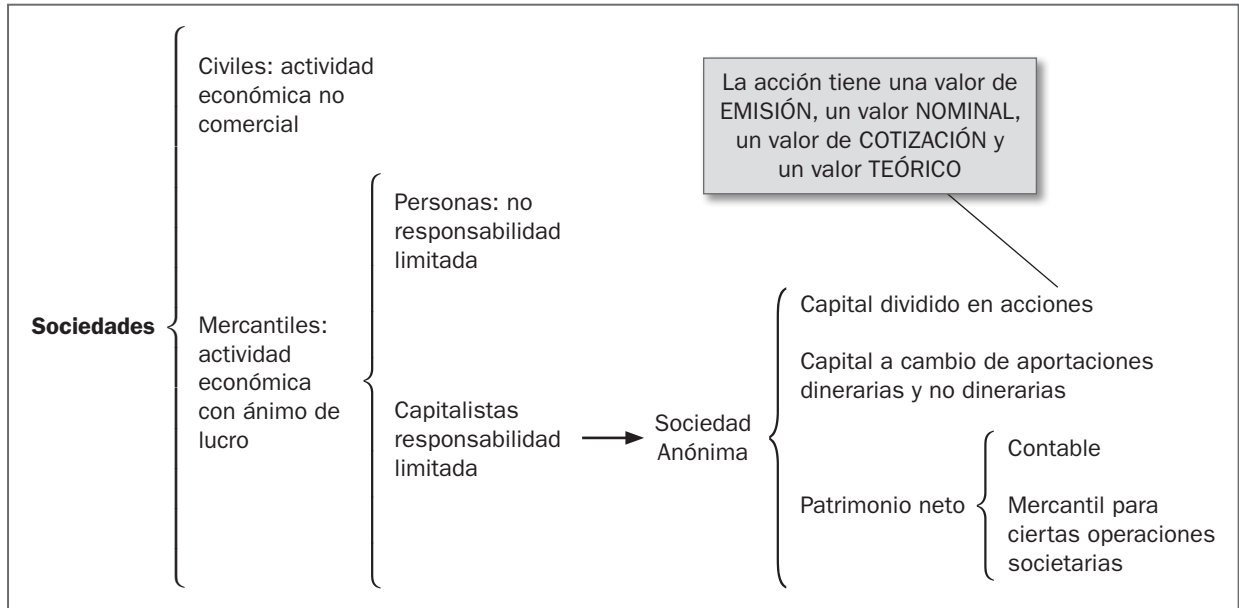 Sociedades
Civiles: actividad
económica no
comercial
Mercantiles:
actividad
económica
con ánimo de
lucro
Personas: no
responsabilidad
limitada
Capitalistas
responsabilidad
limitada
Sociedad
Anónima
La acción tiene una valor de
EMISIÓN, un valor NOMINAL,
un valor de COTIZACIÓN y
un valor TEÓRICO
Capital dividido en acciones
Capital a cambio de aportaciones
dinerarias y no dinerarias
Patrimonio neto
Contable
Mercantil para
ciertas operaciones
societarias